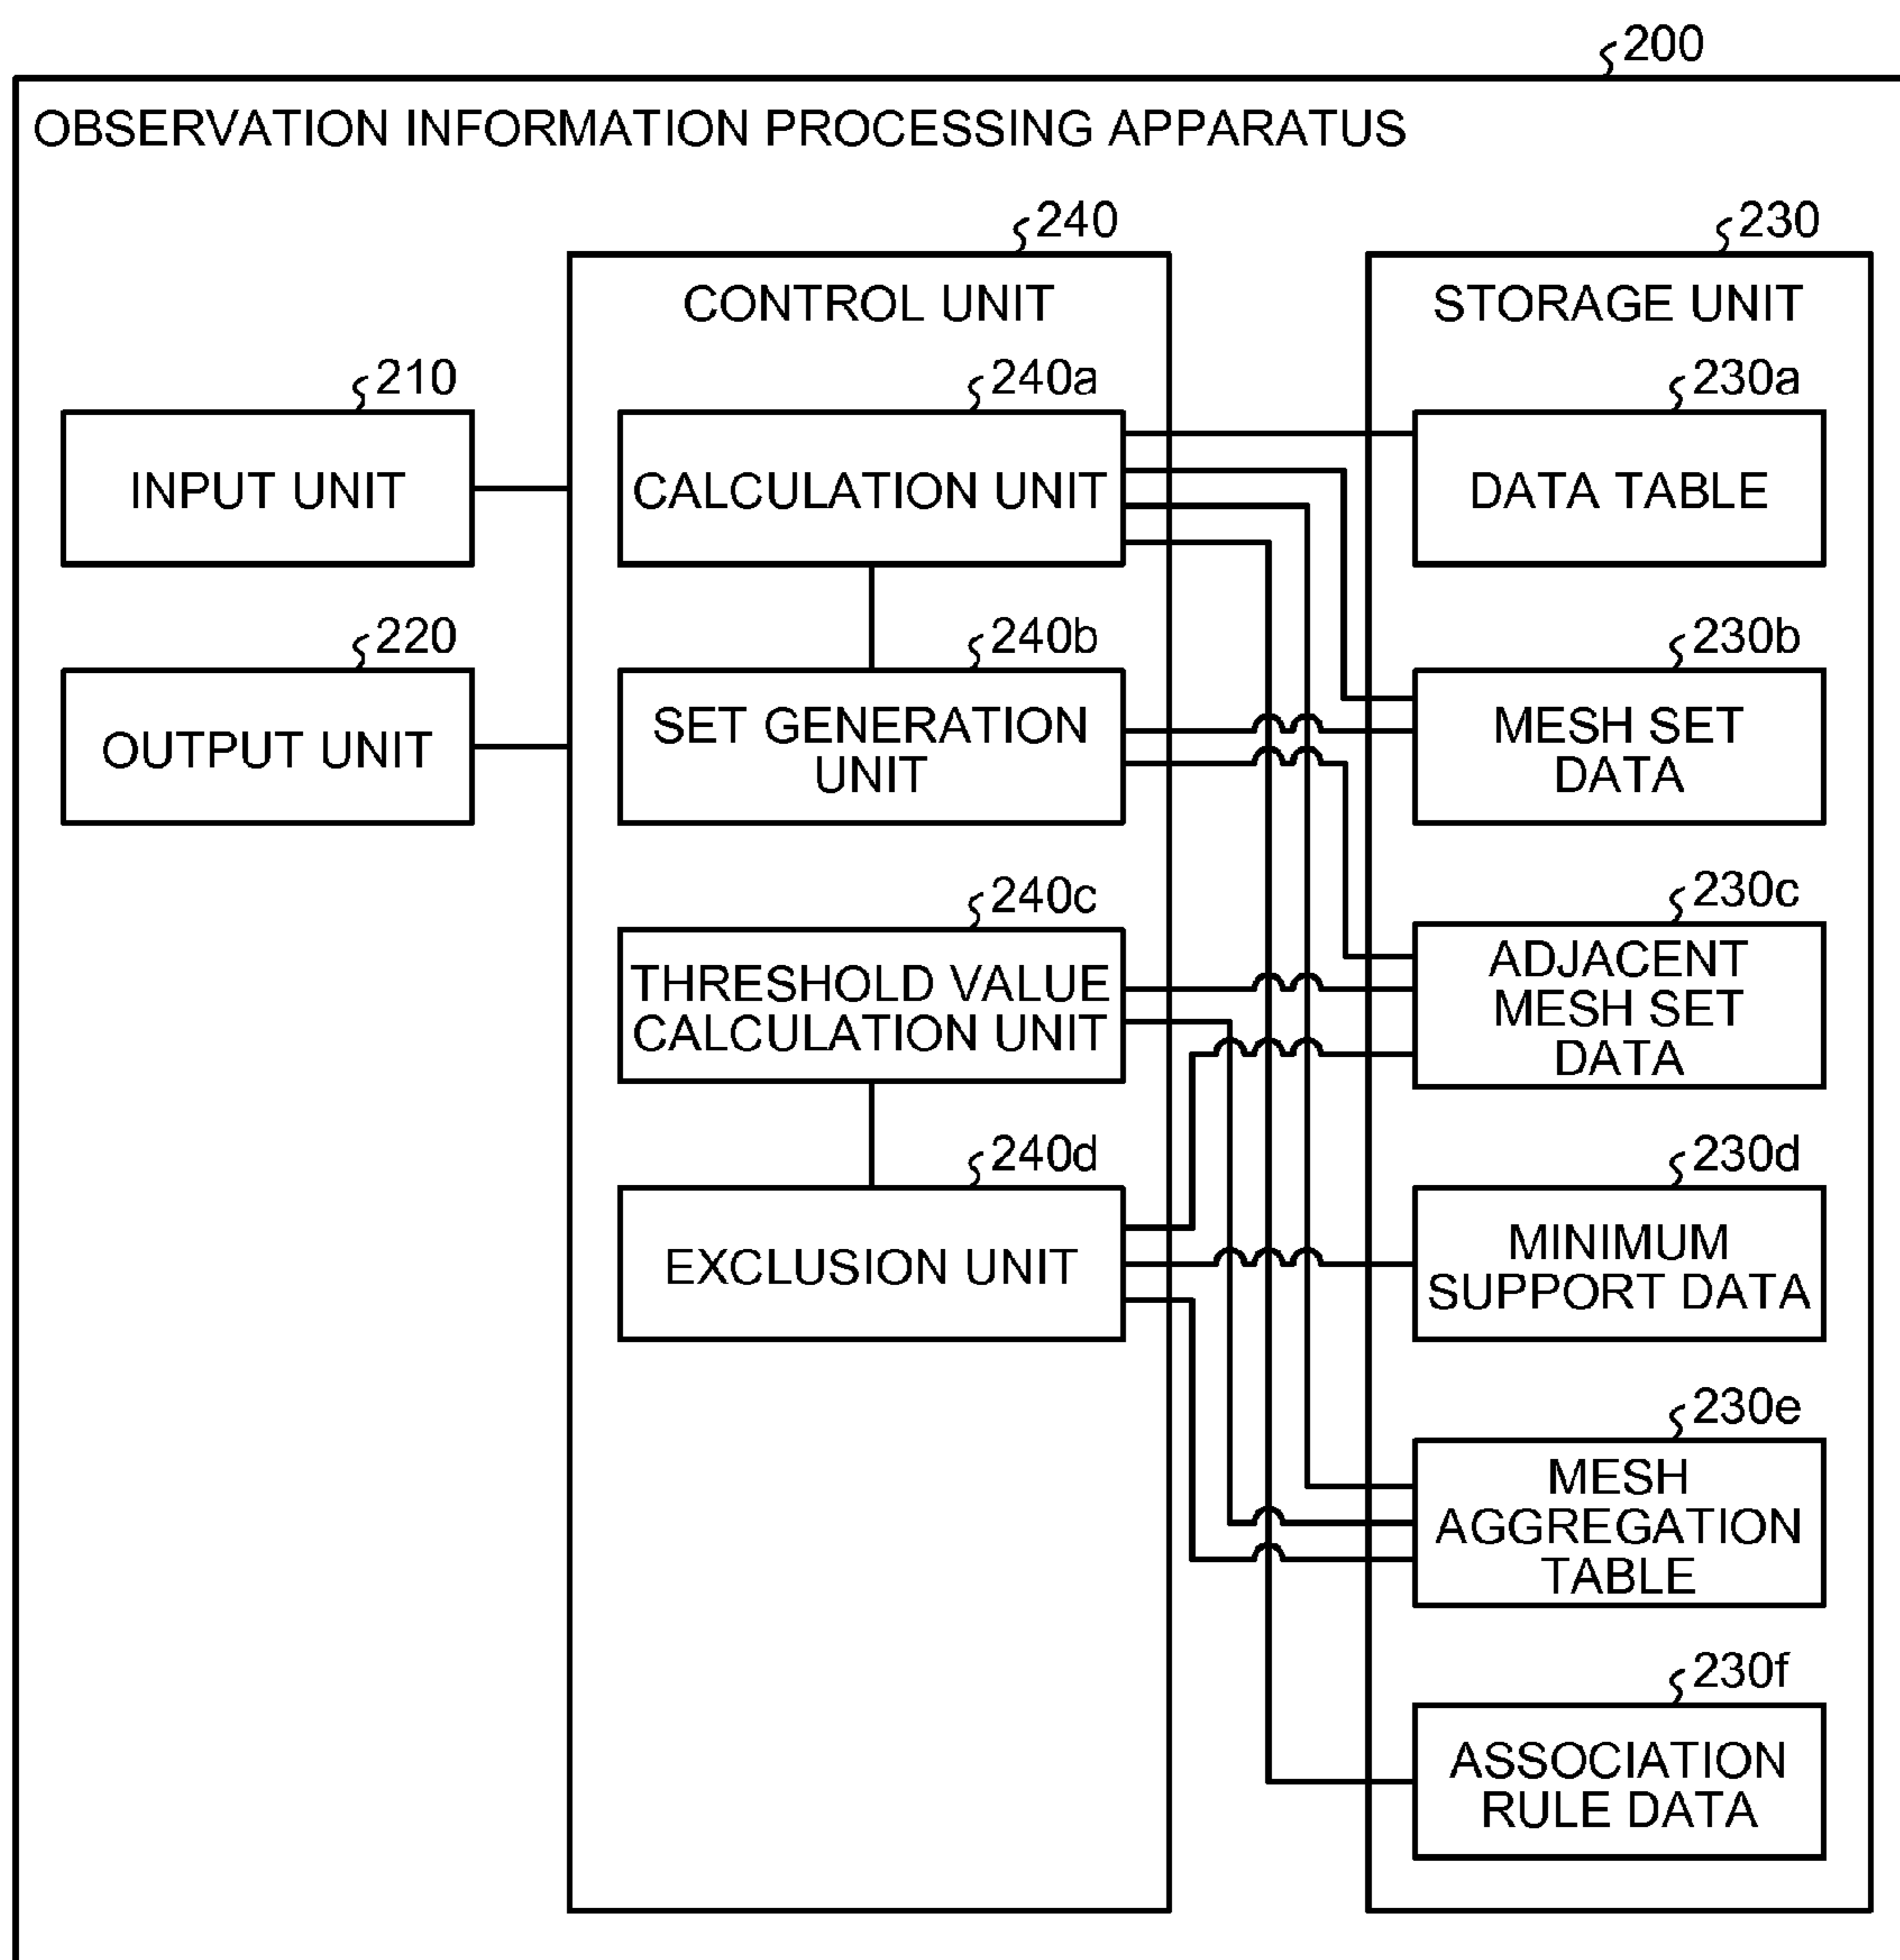 200
OBSERVATION INFORMATION PROCESSING APPARATUS
240
230
CONTROL UNIT
STORAGE UNIT
210
240a
230a
INPUT UNIT
CALCULATION UNIT
DATA TABLE
220
240b
230b
OUTPUT UNIT
SET GENERATION
UNIT
MESH SET
DATA
240c
230c
THRESHOLD VALUE
CALCULATION UNIT
ADJACENT
MESH SET
DATA
240d
230d
EXCLUSION UNIT
MINIMUM
SUPPORT DATA
230e
MESH
AGGREGATION
TABLE
230f
ASSOCIATION
RULE DATA